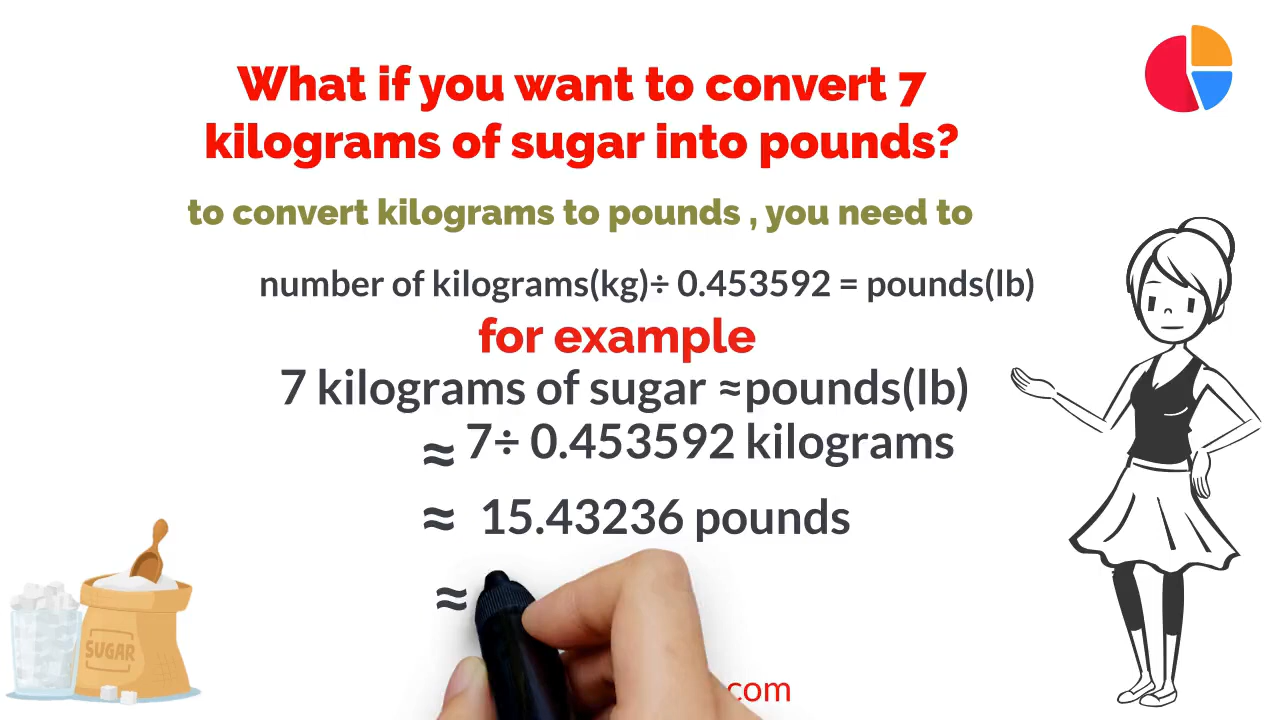 What if you want to convert 7
kilograms of sugar into pounds?
to convert kilograms to pounds , you need to
number of kilograms(kg)÷ 0.453592 = pounds(lb)
for example
7 kilograms of sugar ≈pounds(lb)
≈ 7÷ 0.453592 kilograms
≈ 15.43236 pounds
≈
SUGAR
.com